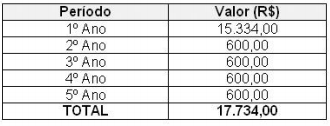 Período Valor (R$)
1º Ano 15.334,00
2º Ano 600,00
3º Ano 600,00
4º Ano 600,00
5º Ano 600,00
TOTAL 17.734,00